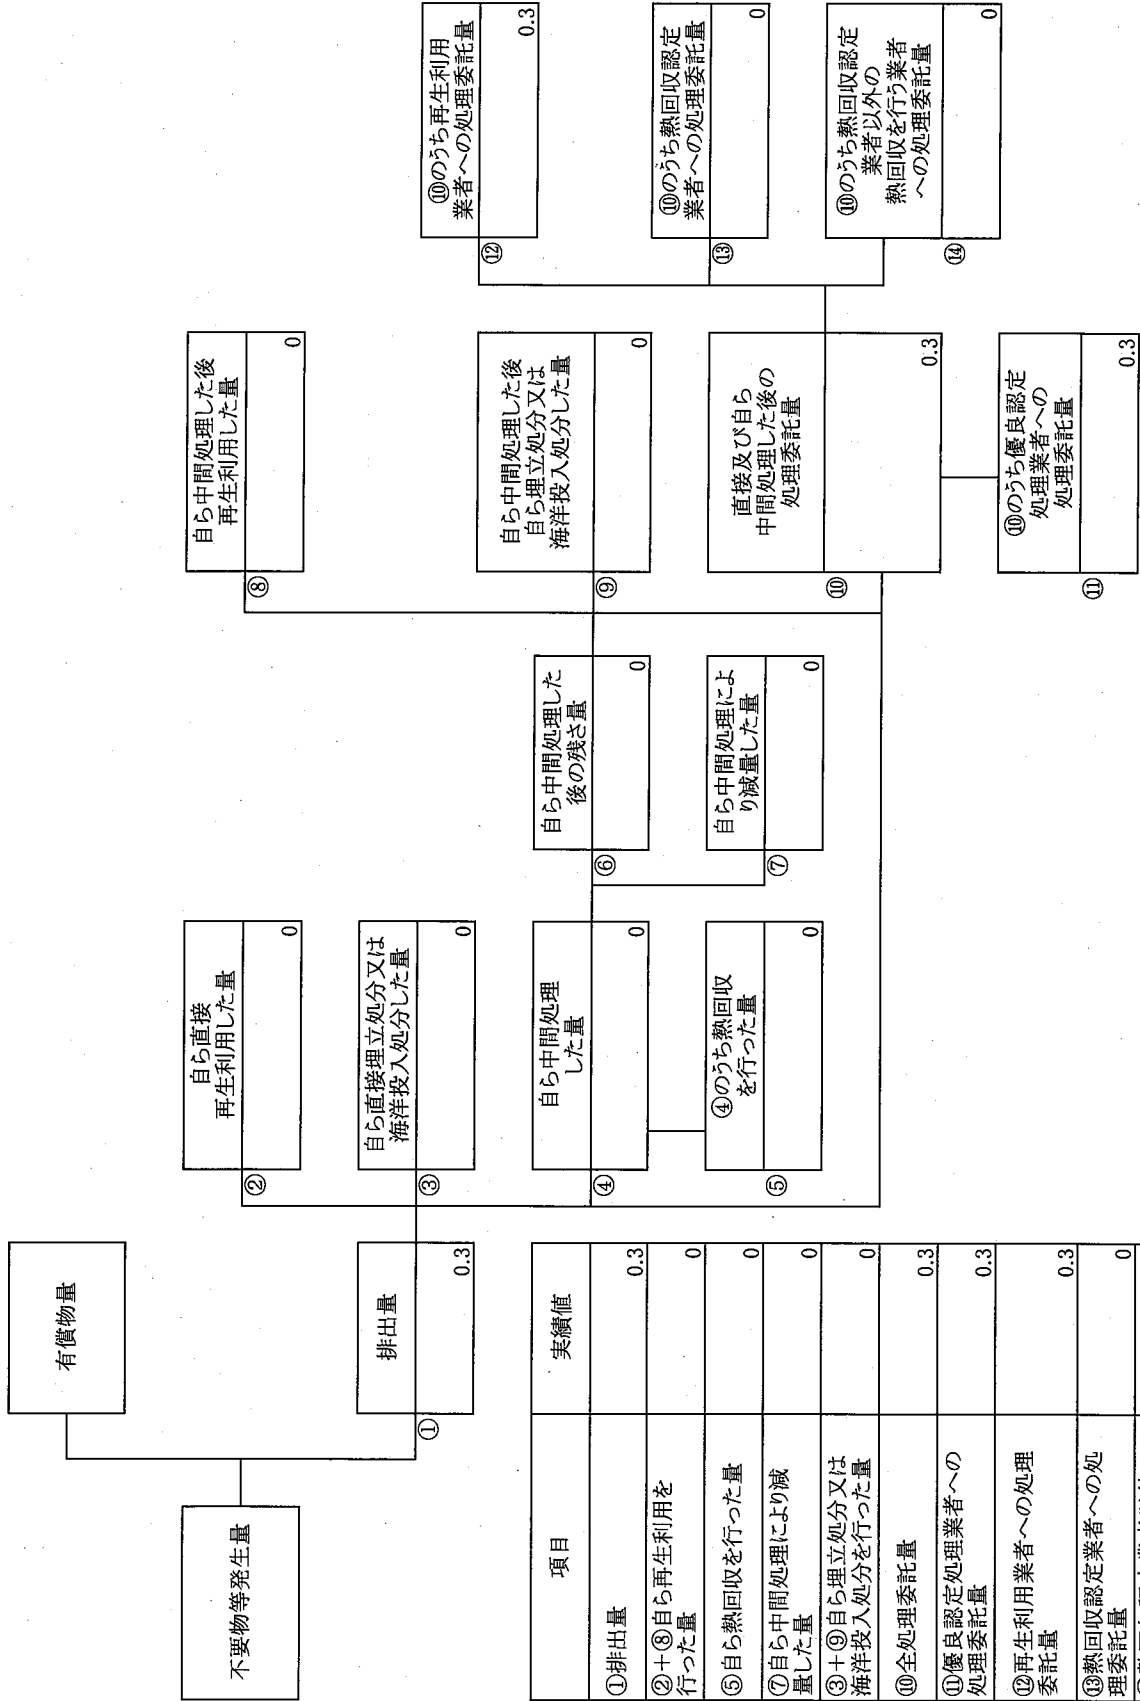 有償物量
不要物等発生量
排出量
①
0.3
自ら直接
再生利用した量
②
0
自ら直接埋立処分又は
海洋投入処分した量
③
0
自ら中間処理
した量
④
0
④のうち熱回収
を行った量
⑤
0
自ら中間処理した
後の残さ量
⑥
0
自ら中間処理によ
り減量した量
⑦
0
自ら中間処理した後
再生利用した量
⑧
0
自ら中間処理した後
自ら埋立処分又は
海洋投入処分した量
⑨
0
直接及び自ら
中間処理した後の
処理委託量
⑩
0.3
⑩のうち優良認定
処理業者への
処理委託量
⑪
0.3
⑩のうち再生利用
業者への処理委託量
⑫
0.3
⑩のうち熱回収認定
業者への処理委託量
⑬
0
⑩のうち熱回収認定
業者以外の
熱回収を行う業者
への処理委託量
⑭
0
項目 実績値
①排出量 0.3
②+⑧自ら再生利用を
行った量 0
⑤自ら熱回収を行った量 0
⑦自ら中間処理により減
量した量 0
③+⑨自ら埋立処分又は
海洋投入処分を行った量 0
⑩全処理委託量 0.3
⑪優良認定処理業者への
処理委託量 0.3
⑫再生利用業者への処理
委託量 0.3
⑬熱回収認定業者への処
理委託量 0